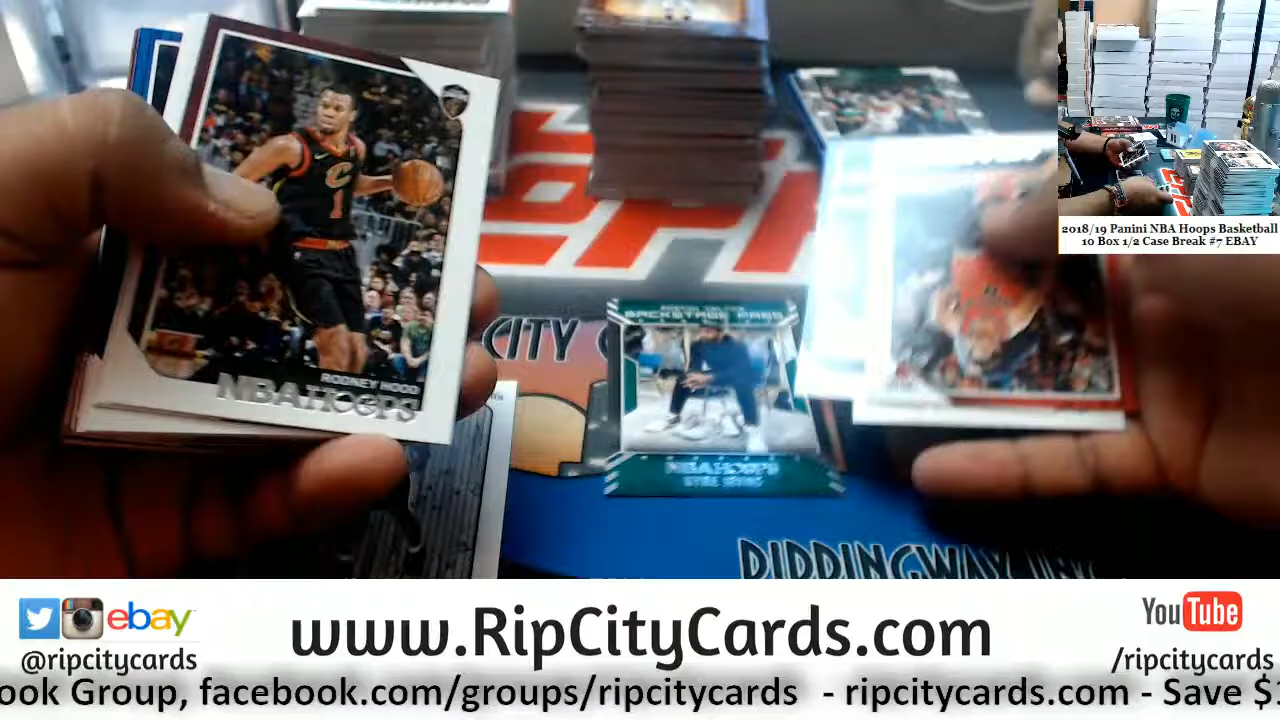 C
1
RODNEY HOOD
NBA HOOPS
CITY
BACKSTAGE PASS
NBA HOOPS
2018/19 Panini NBA Hoops Basketball
10 Box 1/2 Case Break #7 EBAY
ebay
@ripcitycards
www.RipCityCards.com
YouTube
/ripcitycards
ook Group, facebook.com/groups/ripcitycards - ripcitycards.com - Save $